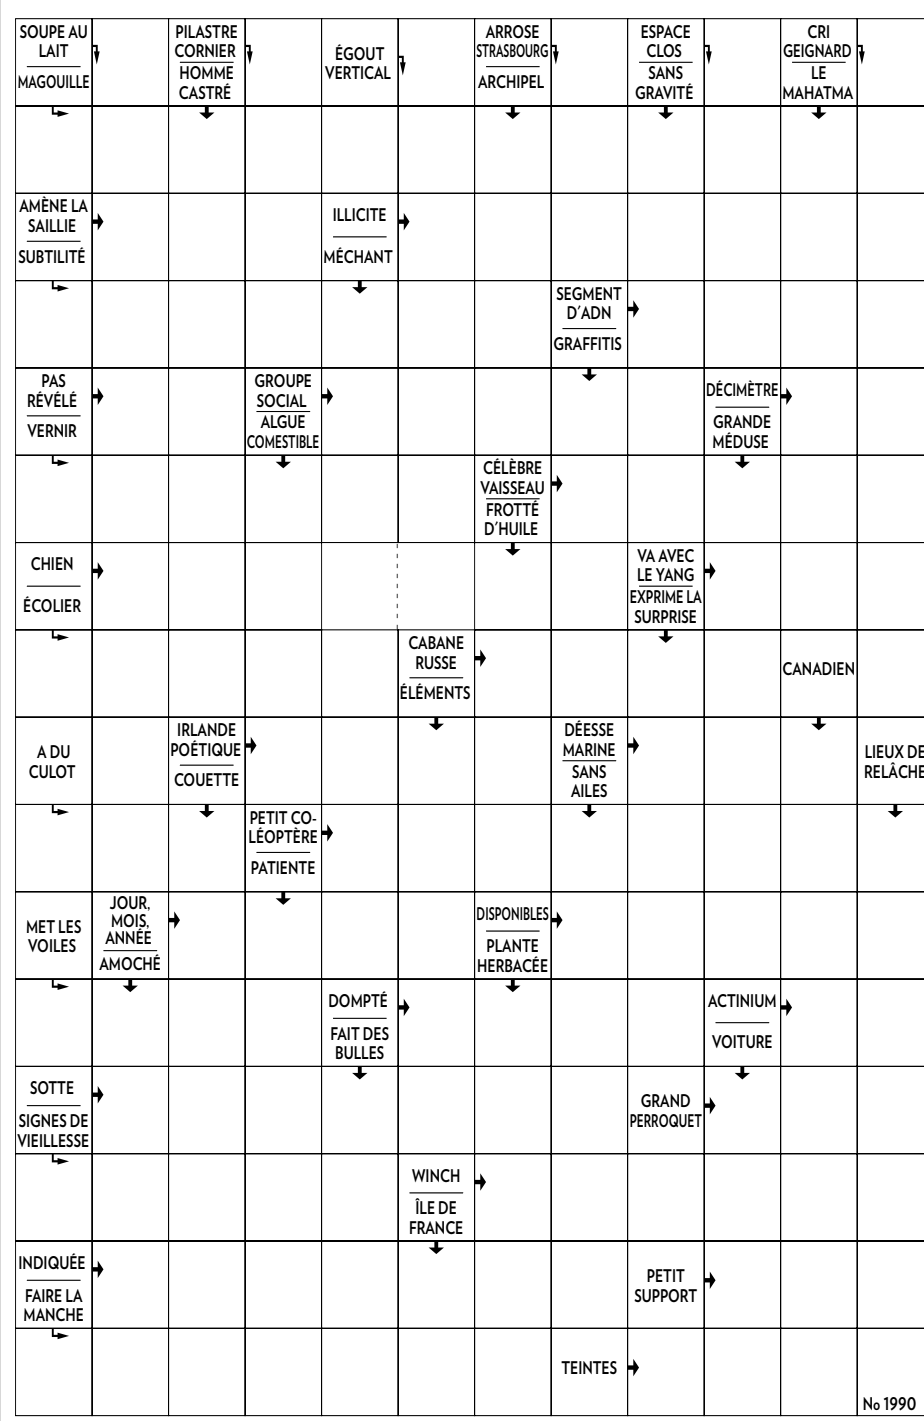 SOUPE AU
LAIT
MAGOUILLE
PILASTRE
CORNIER
HOMME
CASTRÉ
ÉGOUT
VERTICAL
ARROSE
STRASBOURG
ARCHIPEL
ESPACE
CLOS
SANS
GRAVITÉ
CRI
GEIGNARD
LE
MAHATMA
AMÈNE LA
SAILLIE
SUBTILITÉ
ILLICITE
MÉCHANT
SEGMENT
D'ADN
GRAFFITIS
PAS
RÉVÉLÉ
VERNIR
GROUPE
SOCIAL
ALGUE
COMESTIBLE
DÉCIMÈTRE
GRANDE
MÉDUSE
CÉLÈBRE
VAISSEAU
FROTTÉ
D'HUILE
CHIEN
ÉCOLIER
VA AVEC
LE YANG
EXPRIME LA
SURPRISE
CABANE
RUSSE
ÉLÉMENTS
CANADIEN
A DU
CULOT
IRLANDE
POÉTIQUE
COUETTE
DÉESSE
MARINE
SANS
AILES
LIEUX DE
RELÂCHE
PETIT CO-
LÉOPTÈRE
PATIENTE
MET LES
VOILES
JOUR,
MOIS,
ANNÉE
AMOCHÉ
DISPONIBLES
PLANTE
HERBACÉE
DOMPTÉ
FAIT DES
BULLES
ACTINIUM
VOITURE
SOTTE
SIGNES DE
VIEILLESSE
GRAND
PERROQUET
WINCH
ÎLE DE
FRANCE
INDIQUÉE
FAIRE LA
MANCHE
PETIT
SUPPORT
TEINTES
No 1990